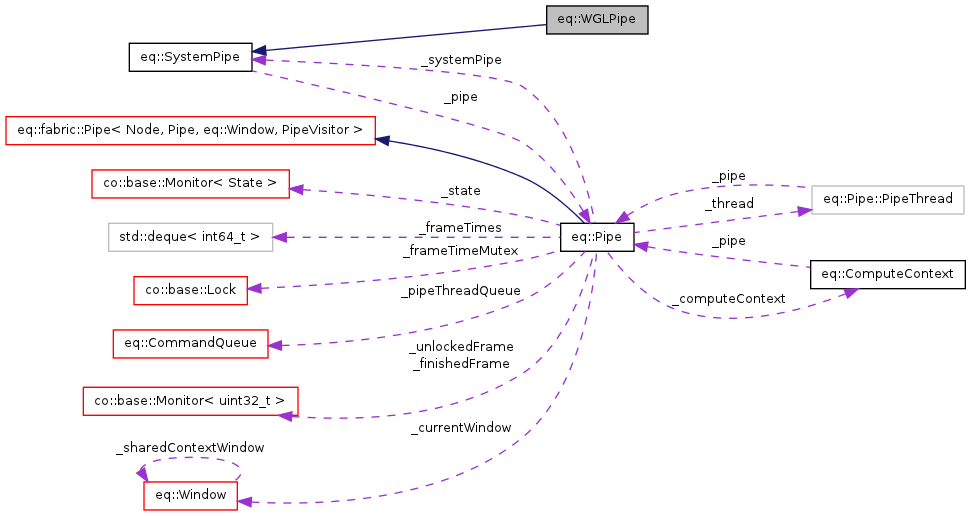 eq::WGLPipe
eq::SystemPipe
_systemPipe
_pipe
eq::fabric::Pipe< Node, Pipe, eq::Window, PipeVisitor >
co::base::Monitor< State >
_state
_pipe
eq::Pipe::PipeThread
_thread
std::deque< int64_t >
_frameTimes
eq::Pipe
_pipe
_frameTimeMutex
eq::ComputeContext
co::base::Lock
_pipeThreadQueue
_computeContext
eq::CommandQueue
_unlockedFrame
_finishedFrame
co::base::Monitor< uint32_t >
_currentWindow
_sharedContextWindow
eq::Window